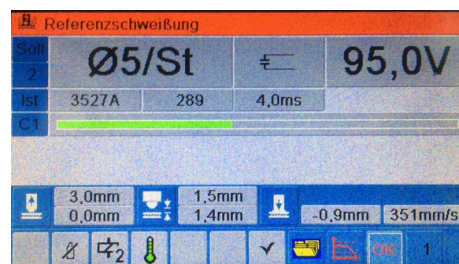 Referenzschweißung
Soll
2
Ø5/St
95,0V
Ist
3527A
289
4,0ms
C1
3,0mm
0,0mm
1,5mm
1,4mm
-0,9mm
351mm/s
2
OK
1